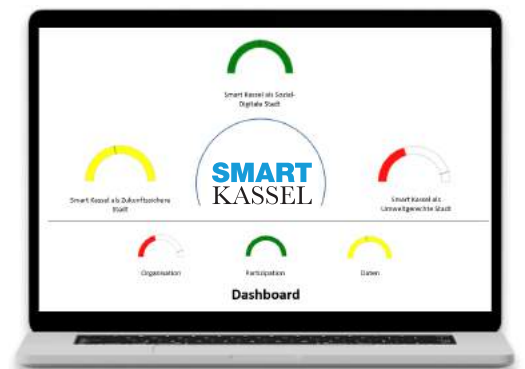 Smart Kassel als Sozial-
Digitale Stadt
SMART
KASSEL
Smart Kassel als Zukunftssichere
Stadt
Smart Kassel als
Umweltgerechte Stadt
Organisation
Partizipation
Daten
Dashboard